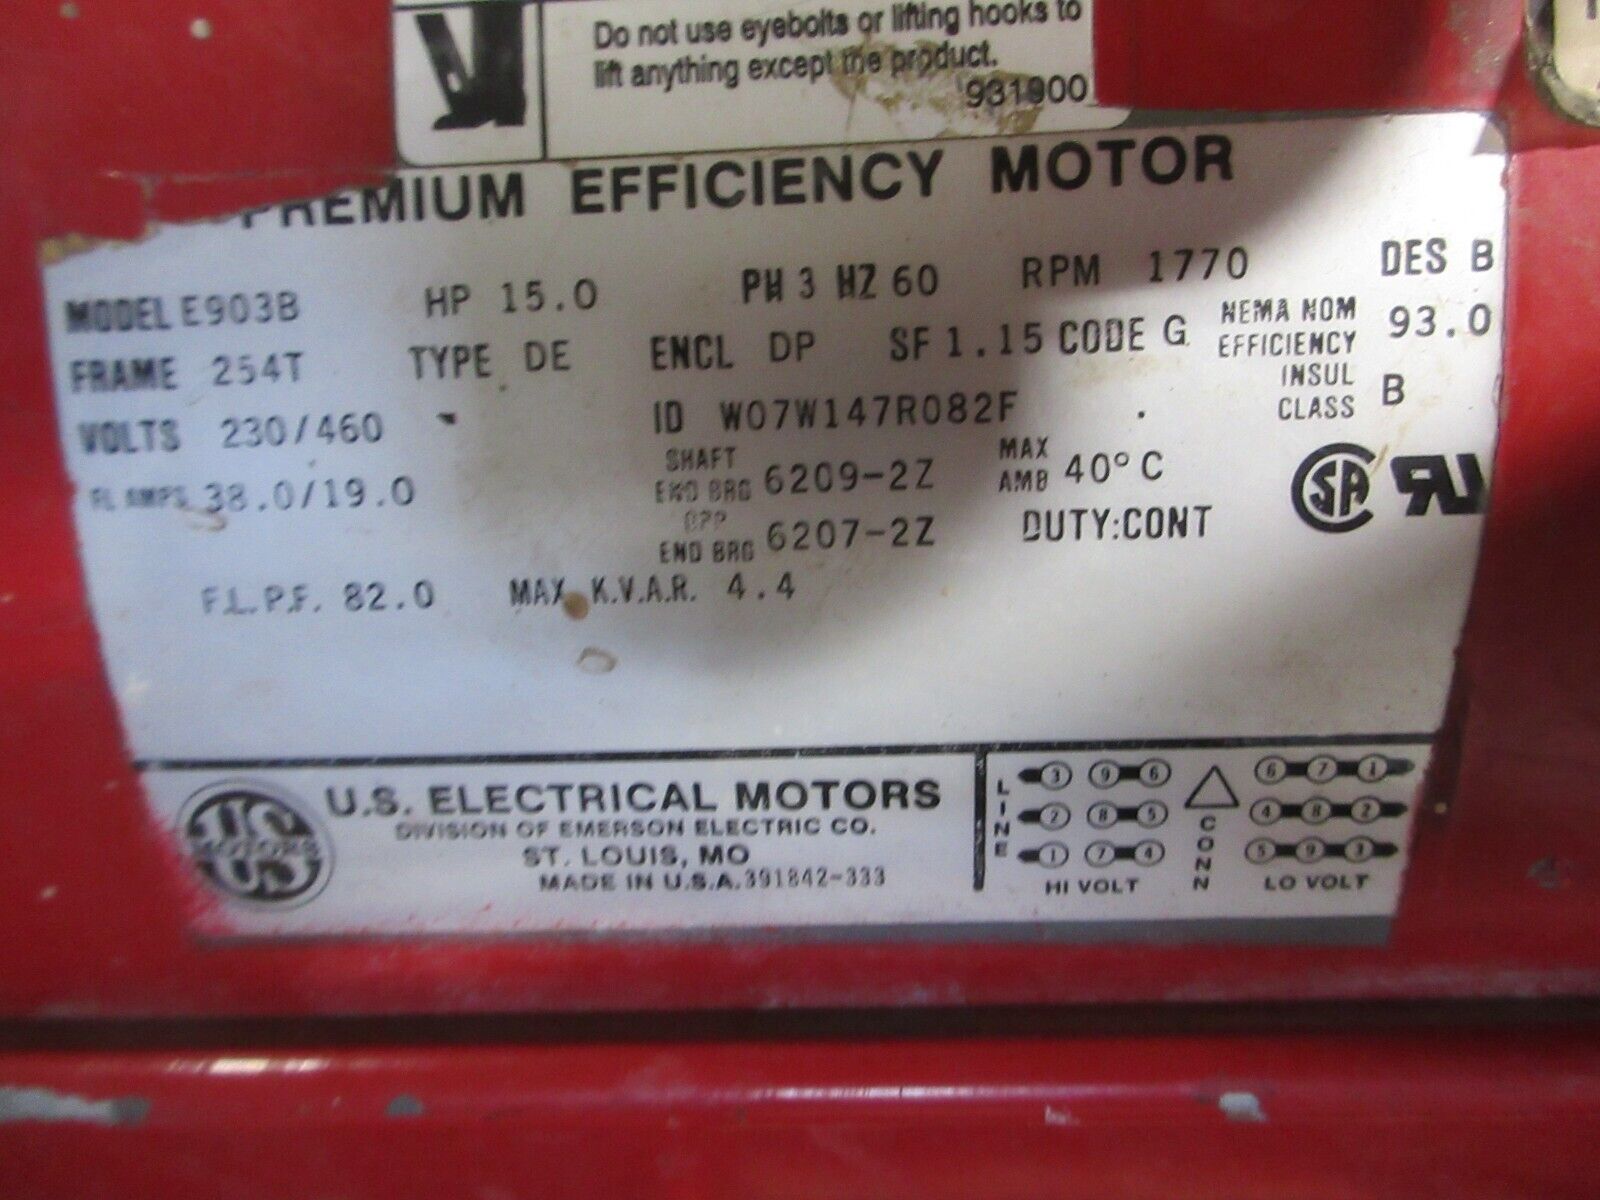 Do not use eyebolts or lifting hooks to
lift anything except the product.
931900
PREMIUM EFFICIENCY MOTOR
MODEL E903B HP 15.0 PH 3 HZ 60 RPM 1770 DES B
FRAME 254T TYPE DE ENCL DP SF 1.15 CODE G NEMA NOM EFFICIENCY 93.0
VOLTS 230/460 ID W07W147R082F INSUL CLASS B
FL AMPS 38.0/19.0 SHAFT END BRG 6209-2Z MAX AMB 40°C
OPP END BRG 6207-2Z DUTY:CONT
F.L.P.F. 82.0 MAX K.V.A.R. 4.4
U.S. ELECTRICAL MOTORS
DIVISION OF EMERSON ELECTRIC CO.
ST. LOUIS, MO
MADE IN U.S.A. 391842-333
US
MOTORS
LINE
3 9 6
2 8 5
1 7 4
HI VOLT
CONN
6 7 1
4 8 2
5 9 3
LO VOLT